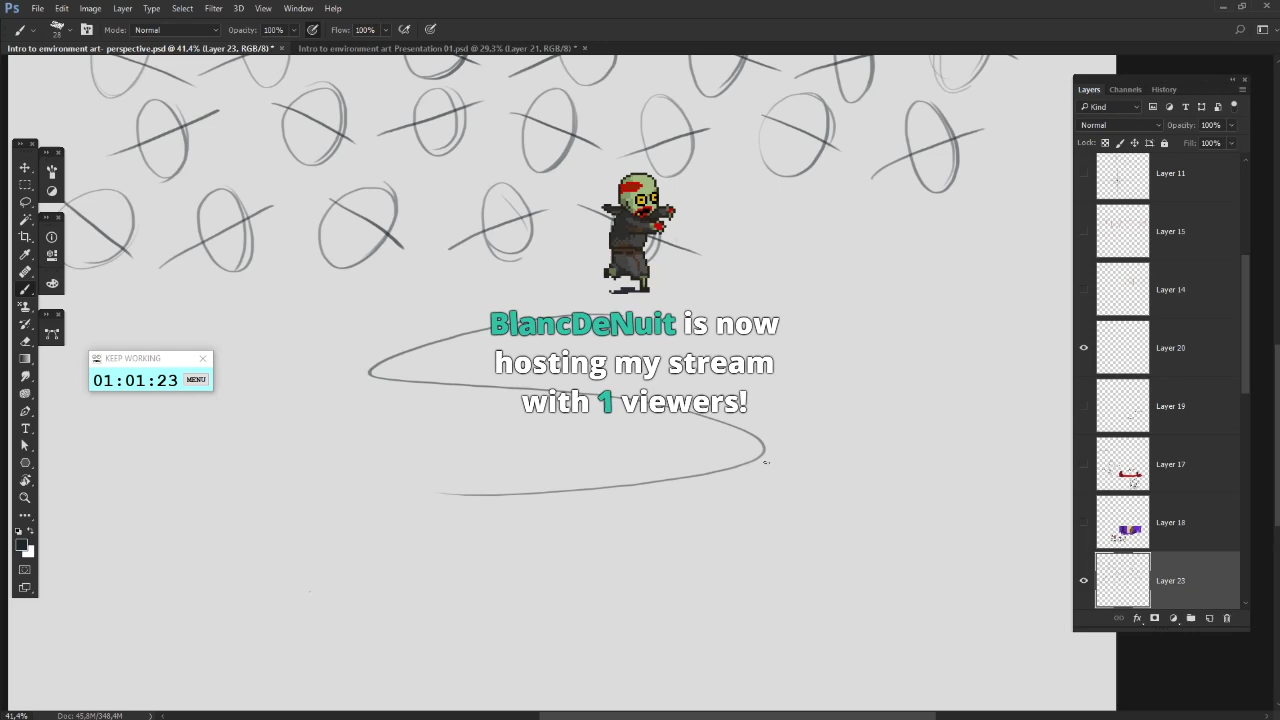 Ps File Edit Image Layer Type Select Filter 3D View Window Help
28 Mode: Normal Opacity: 100% Flow: 100%
Intro to environment art- perspective.psd @ 41,4% (Layer 23, RGB/8) * × Intro to environment art Presentation 01.psd @ 29,3% (Layer 21, RGB/8) * ×
Layers Channels History
Kind
Normal Opacity: 100%
Lock: Fill: 100%
Layer 11
Layer 15
Layer 14
Layer 20
Layer 19
Layer 17
Layer 18
Layer 23
KEEP WORKING
01:01:23 MENU
BlancDeNuit is now
hosting my stream
with 1 viewers!
41,4% Doc: 45,8M/348,4M